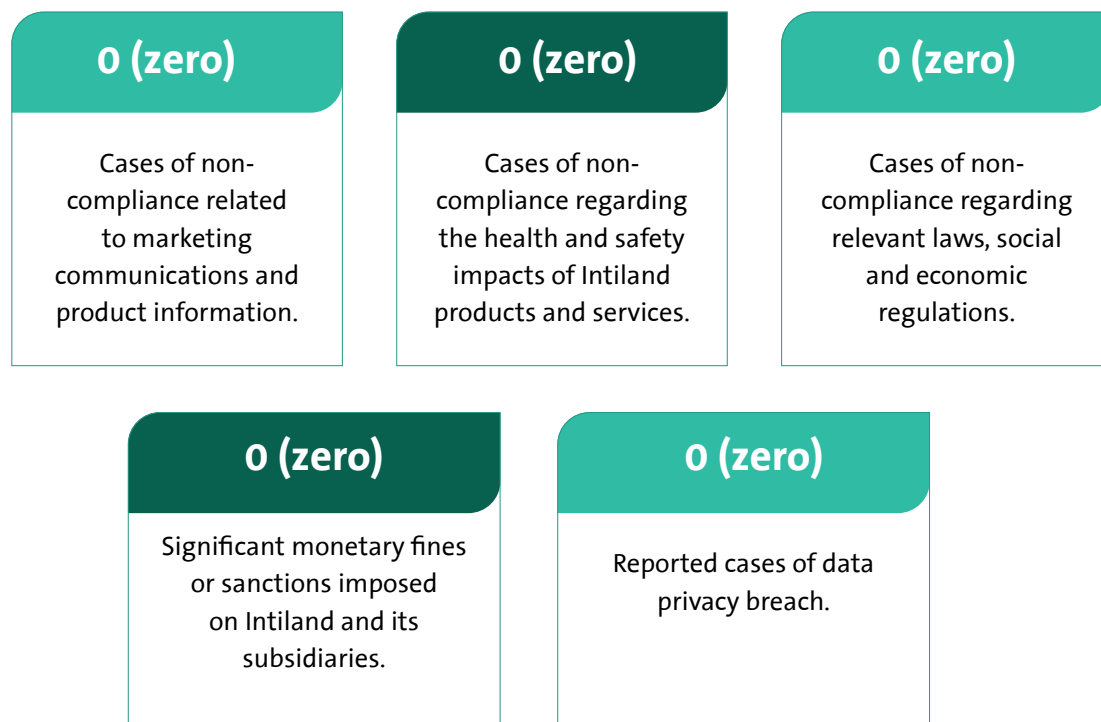 0 (zero)
Cases of non-
compliance related
to marketing
communications and
product information.
0 (zero)
Cases of non-
compliance regarding
the health and safety
impacts of Intiland
products and services.
0 (zero)
Cases of non-
compliance regarding
relevant laws, social
and economic
regulations.
0 (zero)
Significant monetary fines
or sanctions imposed
on Intiland and its
subsidiaries.
0 (zero)
Reported cases of data
privacy breach.